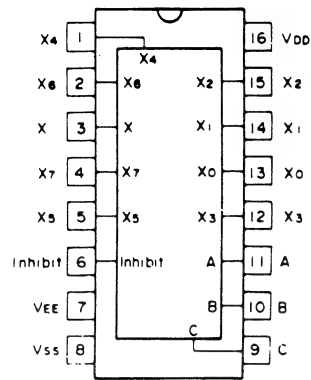 X4 1 X4 16 VDD
X6 2 X6 X2 15 X2
X 3 X X1 14 X1
X7 4 X7 X0 13 X0
X5 5 X5 X3 12 X3
Inhibit 6 Inhibit A 11 A
VEE 7 B 10 B
VSS 8 C 9 C